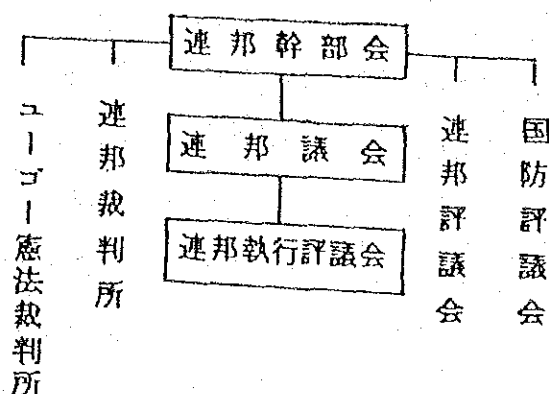 連邦幹部会
連邦議会
連邦執行評議会
国防評議会
連邦評議会
連邦裁判所
ユーゴー憲法裁判所